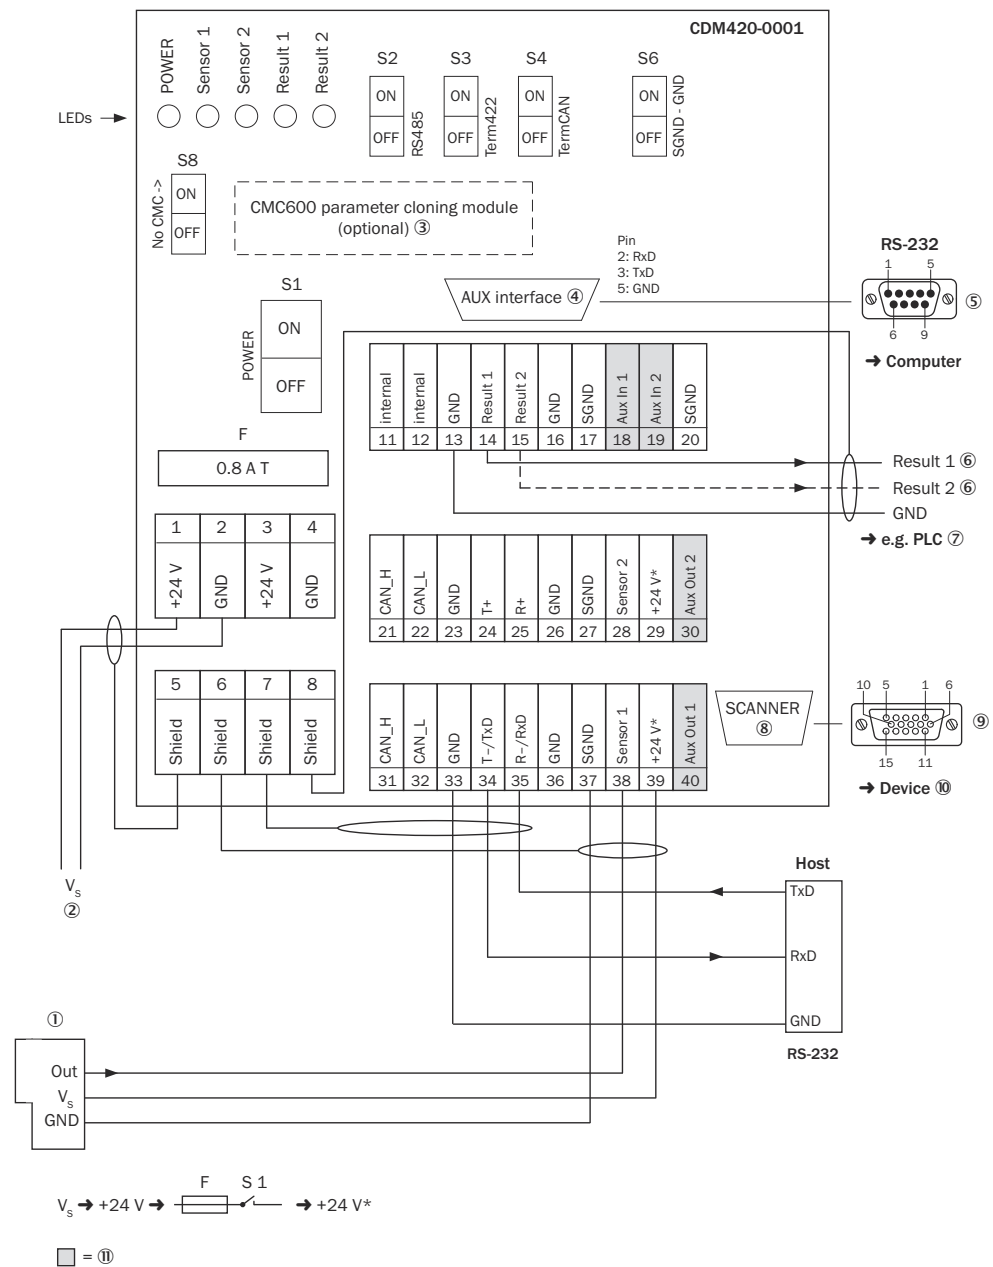 CDM420-0001
POWER
Sensor 1
Sensor 2
Result 1
Result 2
LEDs
S2
ON
OFF
RS485
S3
ON
OFF
Term422
S4
ON
OFF
TermCAN
S6
ON
OFF
SGND - GND
S8
No CMC ->
ON
OFF
CMC600 parameter cloning module
(optional) ③
Pin
2: RxD
3: TxD
5: GND
AUX interface ④
RS-232
1 5
6 9
⑤
➔ Computer
S1
POWER
ON
OFF
F
0.8 A T
internal
internal
GND
Result 1
Result 2
GND
SGND
Aux In 1
Aux In 2
SGND
11 12 13 14 15 16 17 18 19 20
Result 1 ⑥
Result 2 ⑥
GND
➔ e.g. PLC ⑦
1 2 3 4
+24 V
GND
+24 V
GND
CAN_H
CAN_L
GND
T+
R+
GND
SGND
Sensor 2
+24 V*
Aux Out 2
21 22 23 24 25 26 27 28 29 30
5 6 7 8
Shield
Shield
Shield
Shield
CAN_H
CAN_L
GND
T−/TxD
R−/RxD
GND
SGND
Sensor 1
+24 V*
Aux Out 1
31 32 33 34 35 36 37 38 39 40
SCANNER
⑧
10 5 1 6
15 11
⑨
➔ Device ⑩
Vs
②
Host
TxD
RxD
GND
RS-232
①
Out
Vs
GND
F S 1
Vs ➔ +24 V ➔ ➔ +24 V*
= ⑪